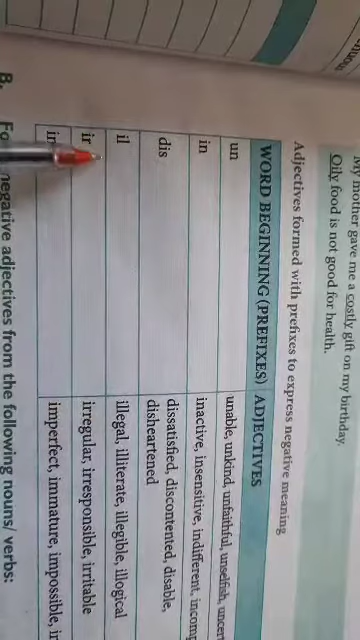 My mother gave me a costly gift on my birthday.
Oily food is not good for health.
Adjectives formed with prefixes to express negative meaning
WORD BEGINNING (PREFIXES) ADJECTIVES
un unable, unkind, unfaithful, unselfish,
in inactive, insensitive, indifferent,
dis dissatisfied, discontented, disable,
disheartened
il illegal, illiterate, illegible, illogical
ir irregular, irresponsible, irritable
imperfect, immature, impossible,
B. negative adjectives from the following nouns/ verbs: